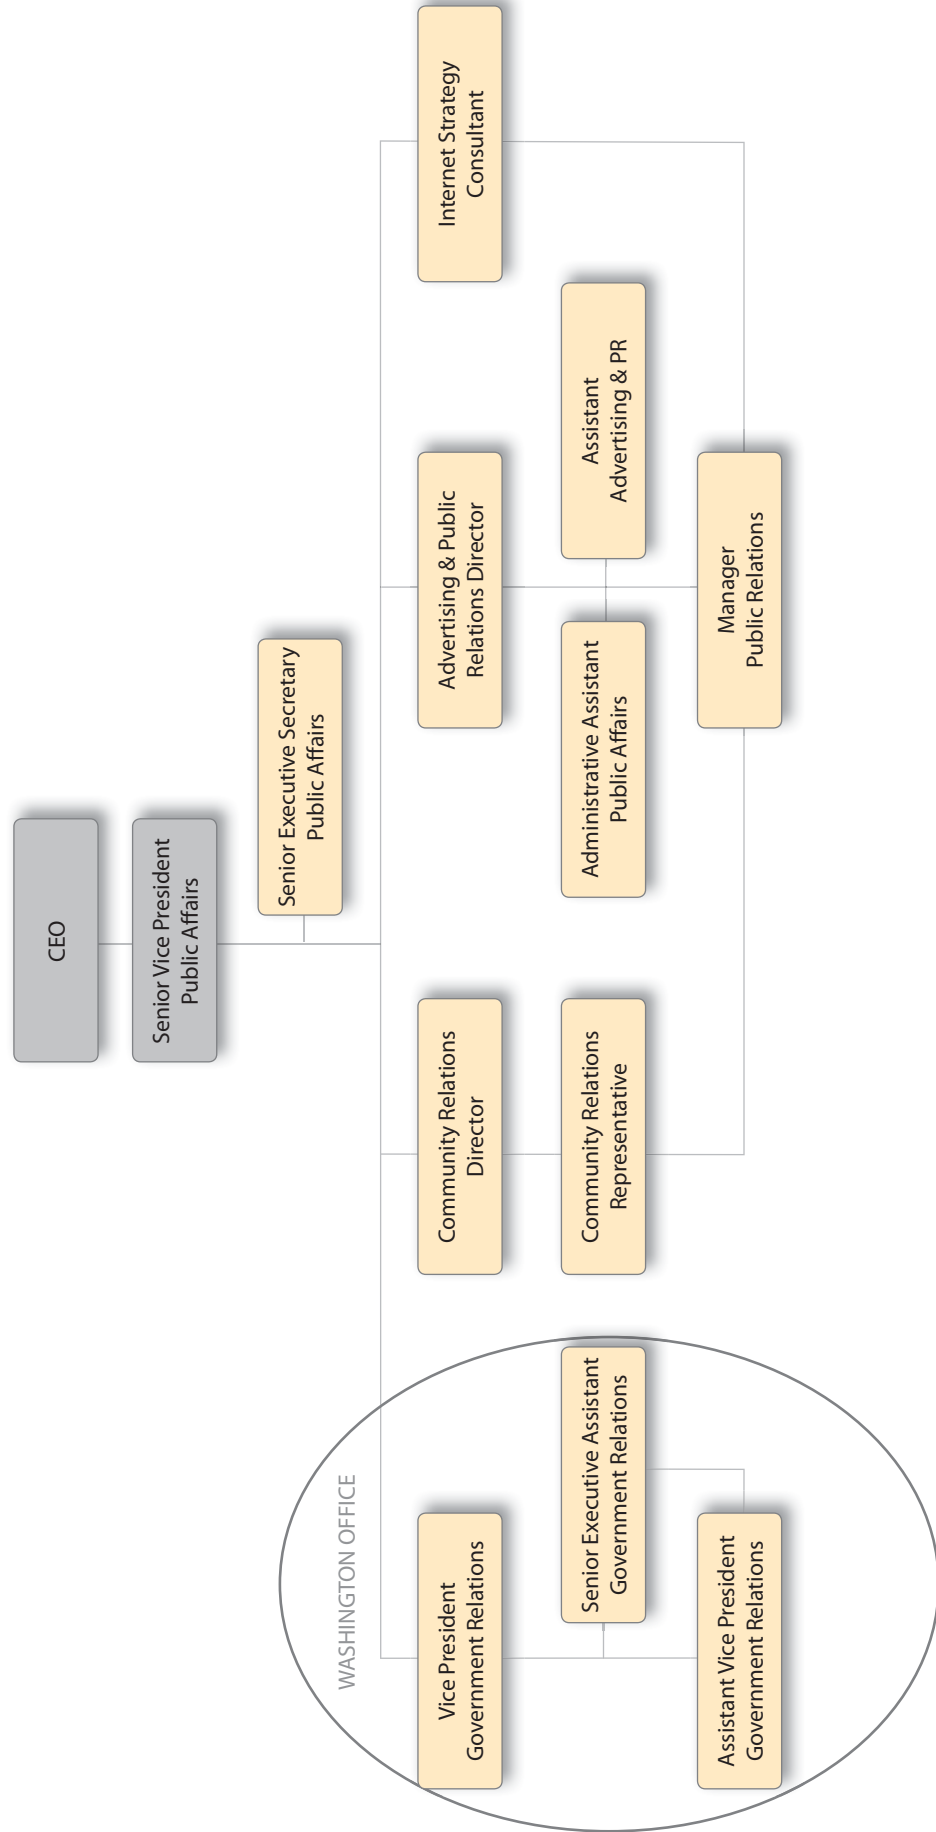 CEO
Senior Vice President
Public Affairs
Senior Executive Secretary
Public Affairs
WASHINGTON OFFICE
Vice President
Government Relations
Community Relations
Director
Advertising & Public
Relations Director
Internet Strategy
Consultant
Senior Executive Assistant
Government Relations
Community Relations
Representative
Administrative Assistant
Public Affairs
Assistant
Advertising & PR
Assistant Vice President
Government Relations
Manager
Public Relations